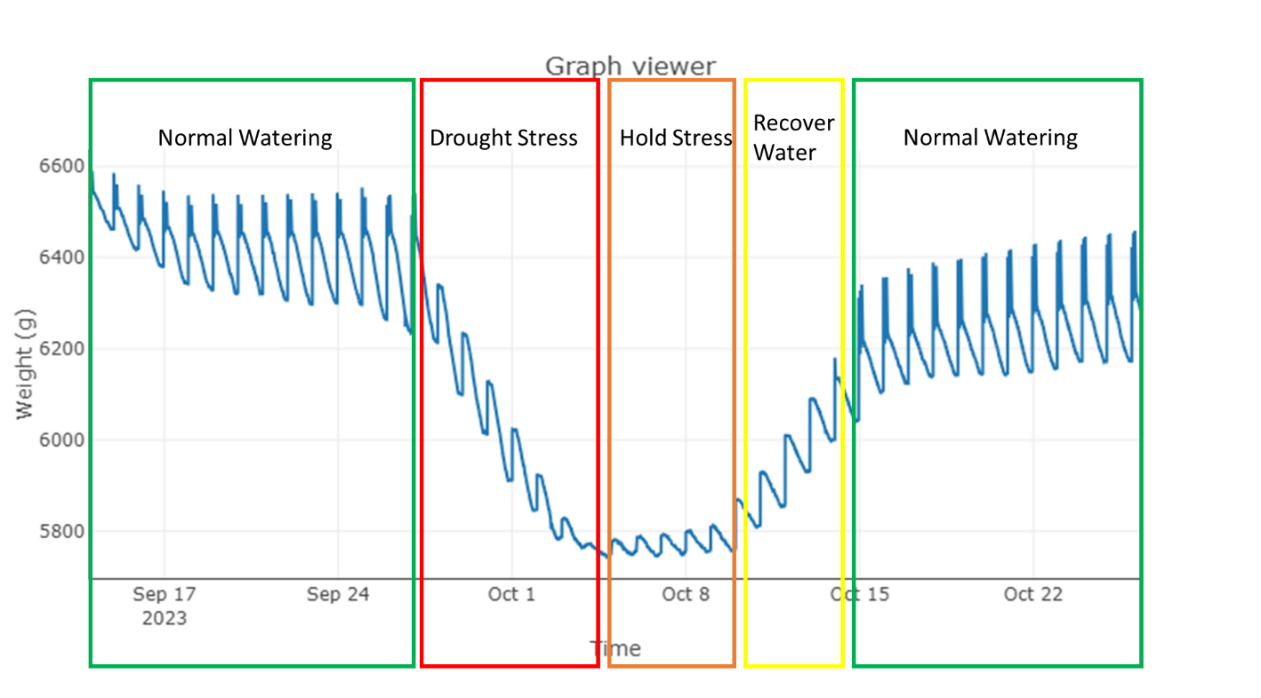 Graph viewer
Normal Watering
Drought Stress
Hold Stress
Recover
Water
Normal Watering
6600
6400
6200
6000
5800
Weight (g)
Sep 17
2023
Sep 24
Oct 1
Oct 8
Oct 15
Oct 22
Time